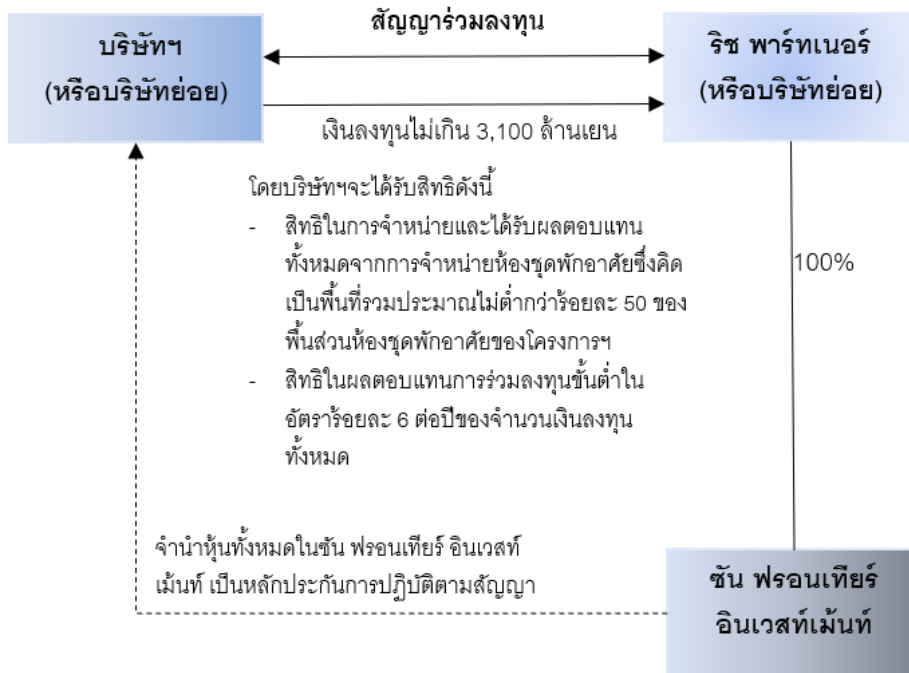 สัญญาร่วมลงทุน
บริษัทฯ
(หรือบริษัทย่อย)
ริช พาร์ทเนอร์
(หรือบริษัทย่อย)
เงินลงทุนไม่เกิน 3,100 ล้านเยน
โดยบริษัทฯจะได้รับสิทธิดังนี้
- สิทธิในการจำหน่ายและได้รับผลตอบแทน
ทั้งหมดจากการจำหน่ายห้องชุดพักอาศัยซึ่งคิด
เป็นพื้นที่รวมประมาณไม่ต่ำกว่าร้อยละ 50 ของ
พื้นส่วนห้องชุดพักอาศัยของโครงการฯ
- สิทธิในผลตอบแทนการร่วมลงทุนขั้นต่ำใน
อัตราร้อยละ 6 ต่อปีของจำนวนเงินลงทุน
ทั้งหมด
100%
จำนำหุ้นทั้งหมดในซัน ฟรอนเทียร์ อินเวสท์
เม้นท์ เป็นหลักประกันการปฏิบัติตามสัญญา
ซัน ฟรอนเทียร์
อินเวสท์เม้นท์